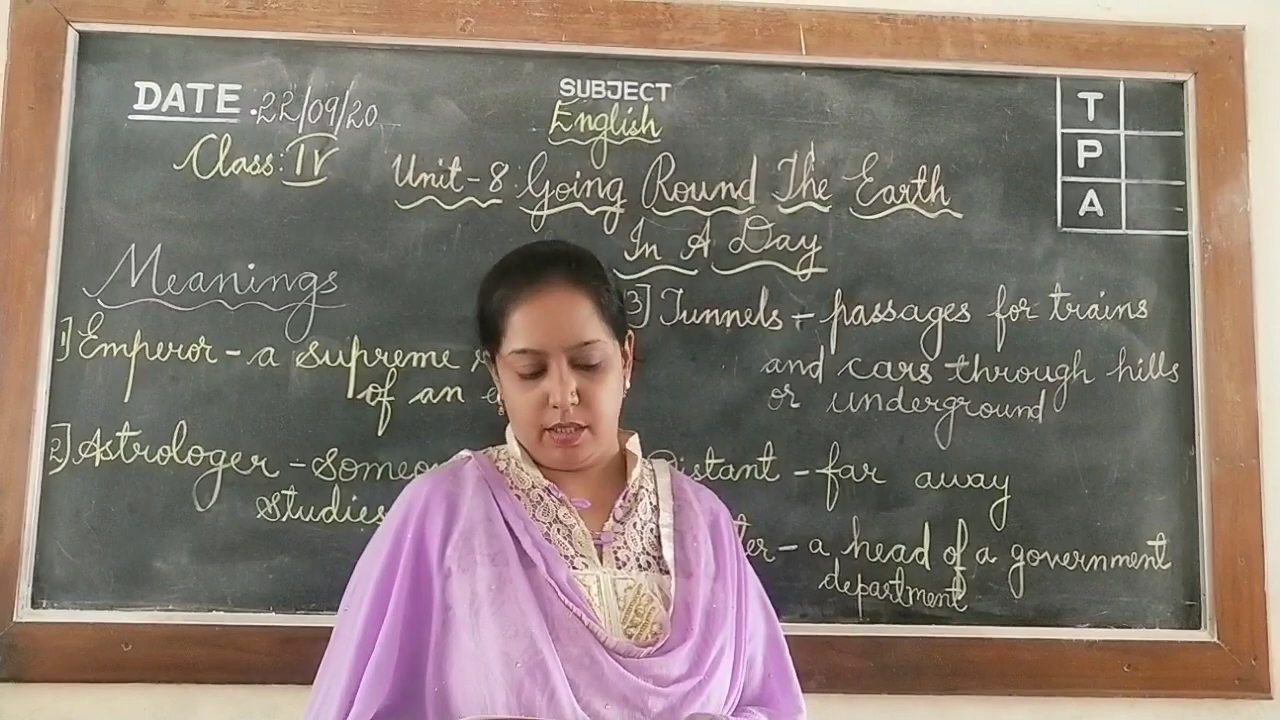 DATE : 22/09/20
SUBJECT
English
T
P
A
Class: IV
Unit-8: Going Round The Earth
In A Day
Meanings
1] Emperor - a supreme
of an
2] Astrologer -
studies
3] Tunnels - passages for trains
and cars through hills
or underground
Distant - far away
- a head of a government
department